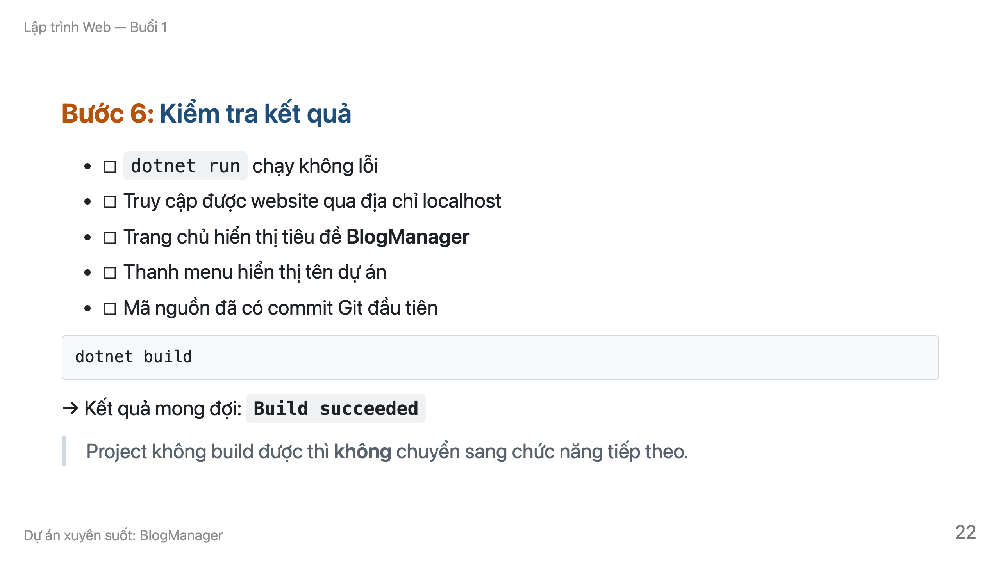 Lập trình Web — Buổi 1
Bước 6: Kiểm tra kết quả
• ☐ dotnet run chạy không lỗi
• ☐ Truy cập được website qua địa chỉ localhost
• ☐ Trang chủ hiển thị tiêu đề BlogManager
• ☐ Thanh menu hiển thị tên dự án
• ☐ Mã nguồn đã có commit Git đầu tiên
dotnet build
→ Kết quả mong đợi: Build succeeded
Project không build được thì không chuyển sang chức năng tiếp theo.
Dự án xuyên suốt: BlogManager
22